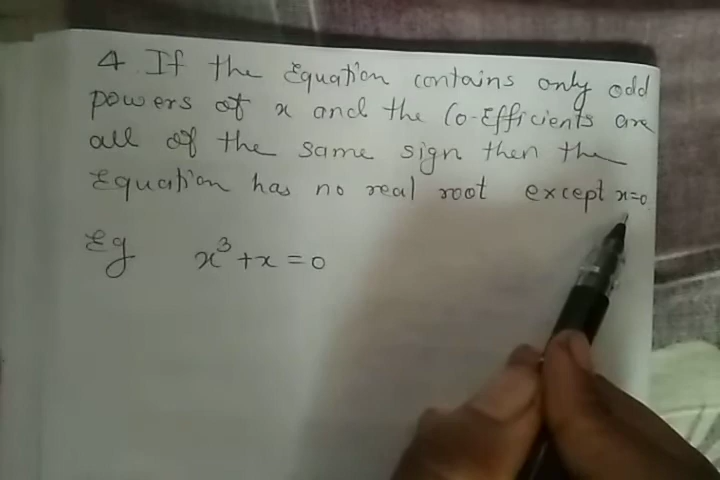 4 If the Equation contains only odd
powers of x and the Co-Efficients are
all of the same sign then the
Equation has no real root except x=0
Eg x³+x=0